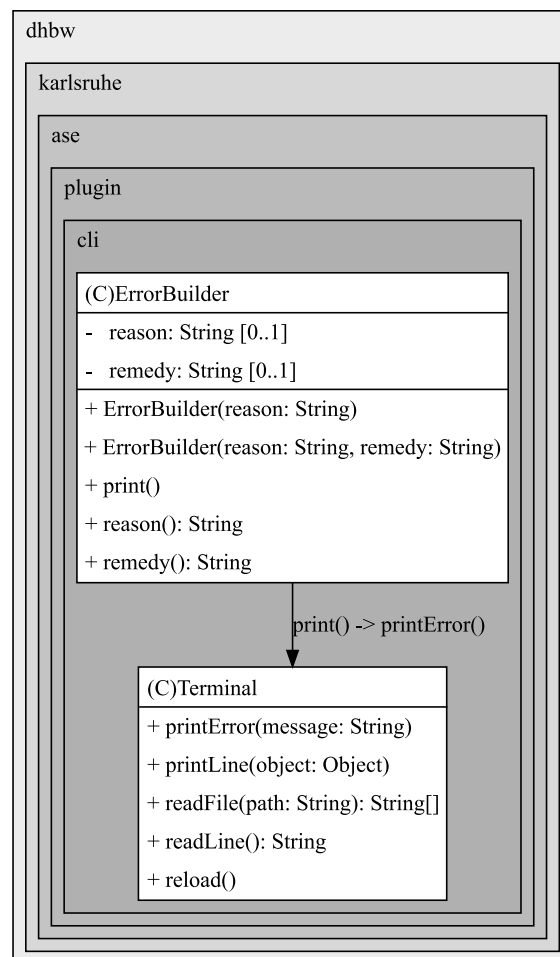 dhbw
karlsruhe
ase
plugin
cli
(C)ErrorBuilder
- reason: String [0..1]
- remedy: String [0..1]
+ ErrorBuilder(reason: String)
+ ErrorBuilder(reason: String, remedy: String)
+ print()
+ reason(): String
+ remedy(): String
print() -> printError()
(C)Terminal
+ printError(message: String)
+ printLine(object: Object)
+ readFile(path: String): String[]
+ readLine(): String
+ reload()